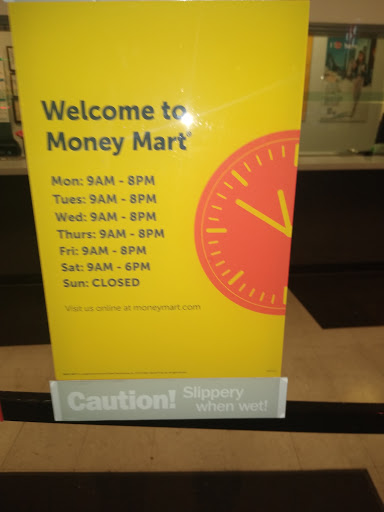 Welcome to
Money Mart®
Mon: 9AM - 8PM
Tues: 9AM - 8PM
Wed: 9AM - 8PM
Thurs: 9AM - 8PM
Fri: 9AM - 8PM
Sat: 9AM - 6PM
Sun: CLOSED
Visit us online at moneymart.com
Caution! Slippery
when wet!